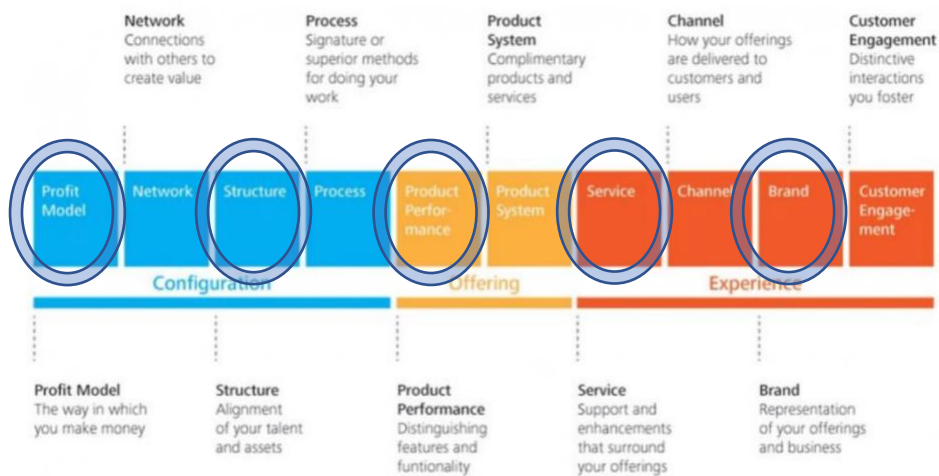 Network
Connections
with others to
create value
Process
Signature or
superior methods
for doing your
work
Product
System
Complimentary
products and
services
Channel
How your offerings
are delivered to
customers and
users
Customer
Engagement
Distinctive
interactions
you foster
Profit
Model
Network
Structure
Process
Product
Perfor-
mance
Product
System
Service
Channel
Brand
Customer
Engage-
ment
Configuration
Offering
Experience
Profit Model
The way in which
you make money
Structure
Alignment
of your talent
and assets
Product
Performance
Distinguishing
features and
funtionality
Service
Support and
enhancements
that surround
your offerings
Brand
Representation
of your offerings
and business